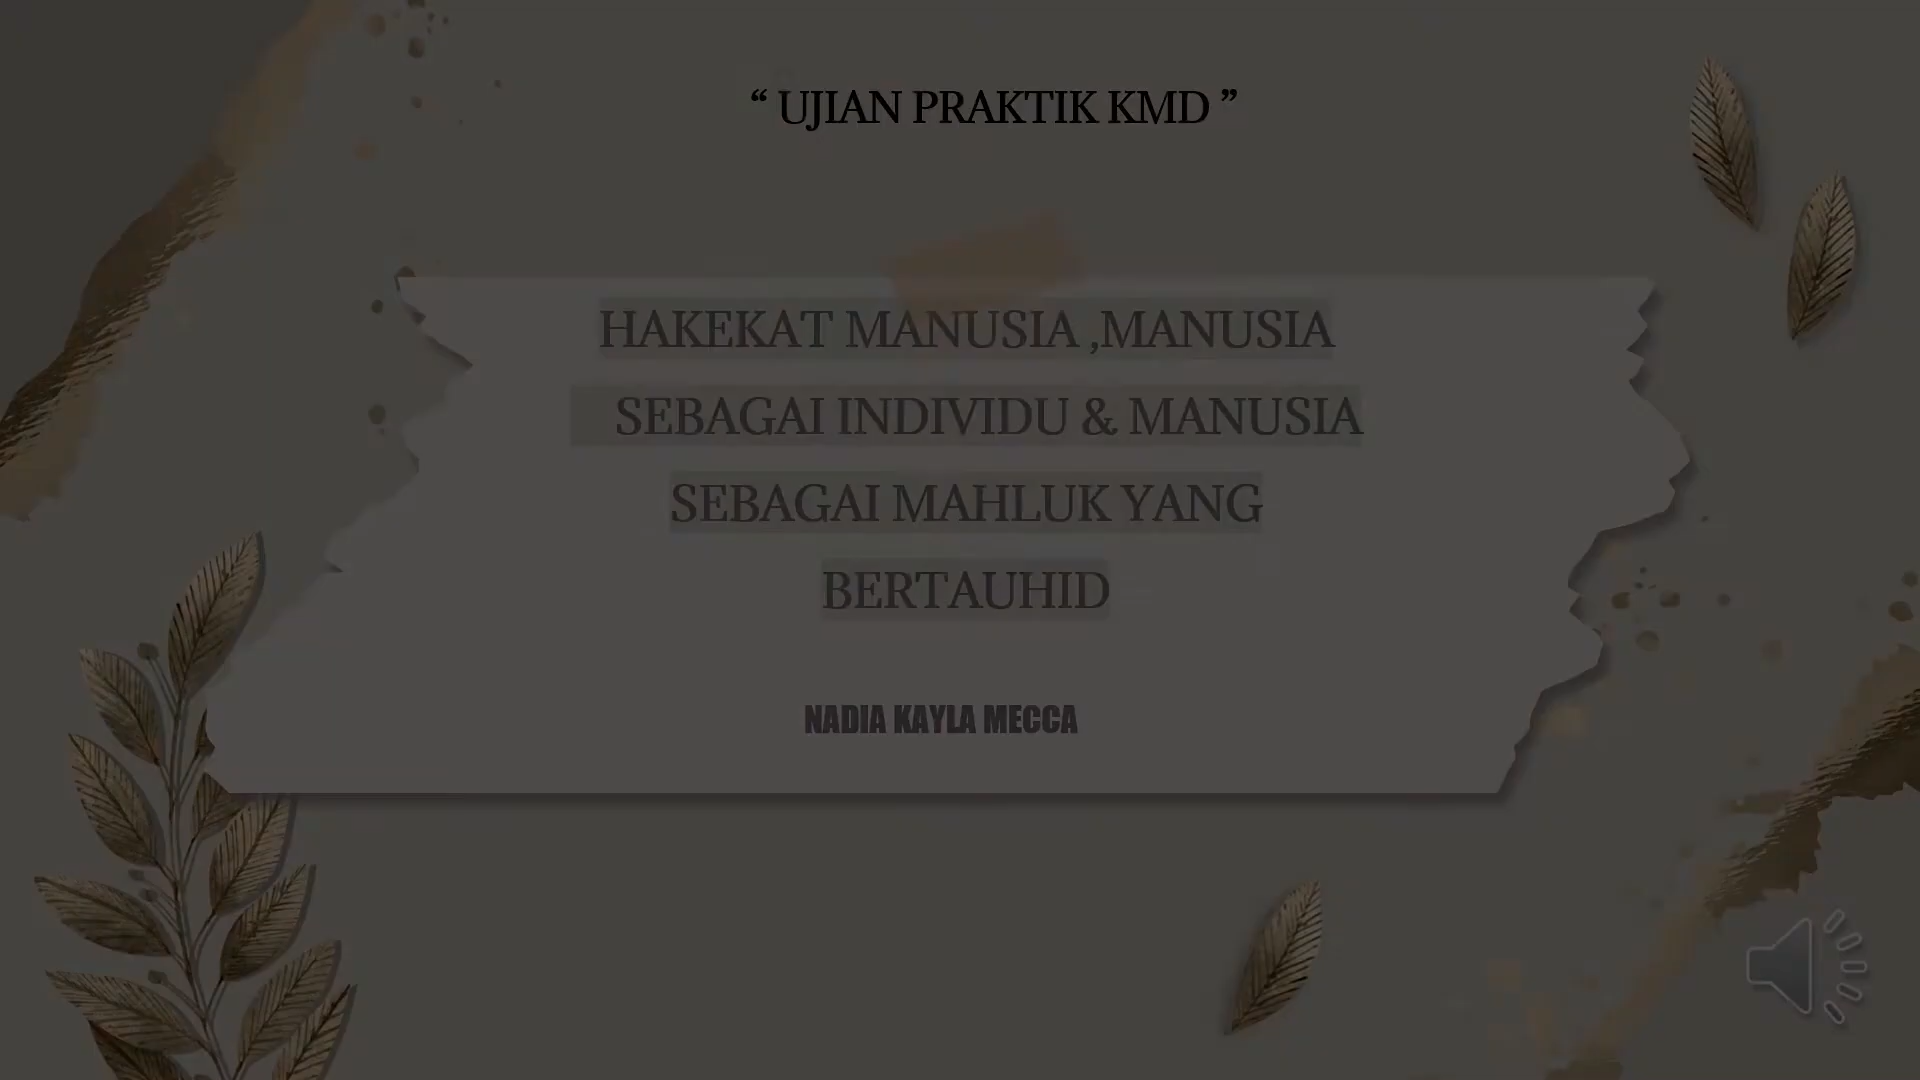 “ UJIAN PRAKTIK KMD ”
HAKEKAT MANUSIA ,MANUSIA
SEBAGAI INDIVIDU & MANUSIA
SEBAGAI MAHLUK YANG
BERTAUHID
NADIA KAYLA MECCA